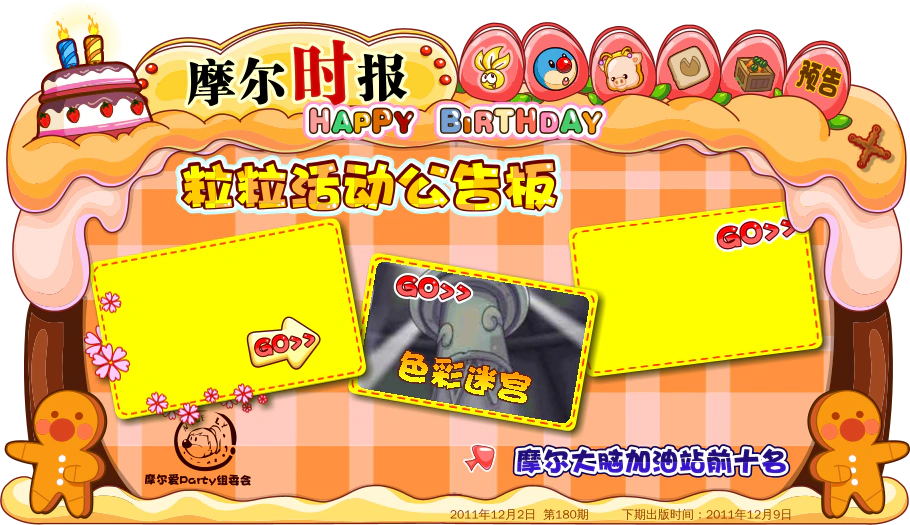 摩尔时报
预告
HAPPY BIRTHDAY
粒粒活动公告板
GO>>
GO>>
GO>>
色彩迷宫
摩尔爱Party组委会
摩尔大脑加油站前十名
2011年12月2日 第180期 下期出版时间：2011年12月9日